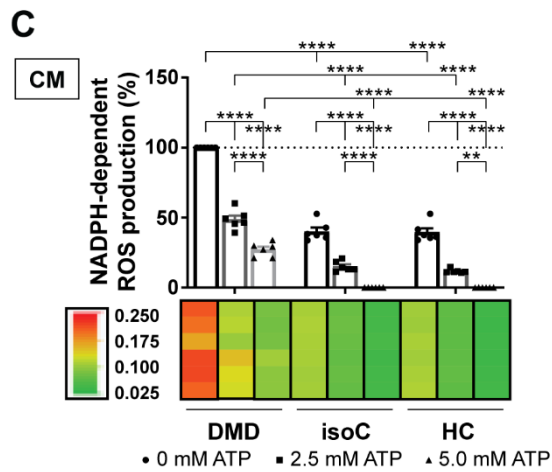 C
CM
NADPH-dependent
ROS production (%)
**** ****
**** ****
**** ****
150
**** **** ****
**** **** ****
100
**** **** **
50
0
0.250
0.175
0.100
0.025
DMD isoC HC
● 0 mM ATP ■ 2.5 mM ATP ▲ 5.0 mM ATP